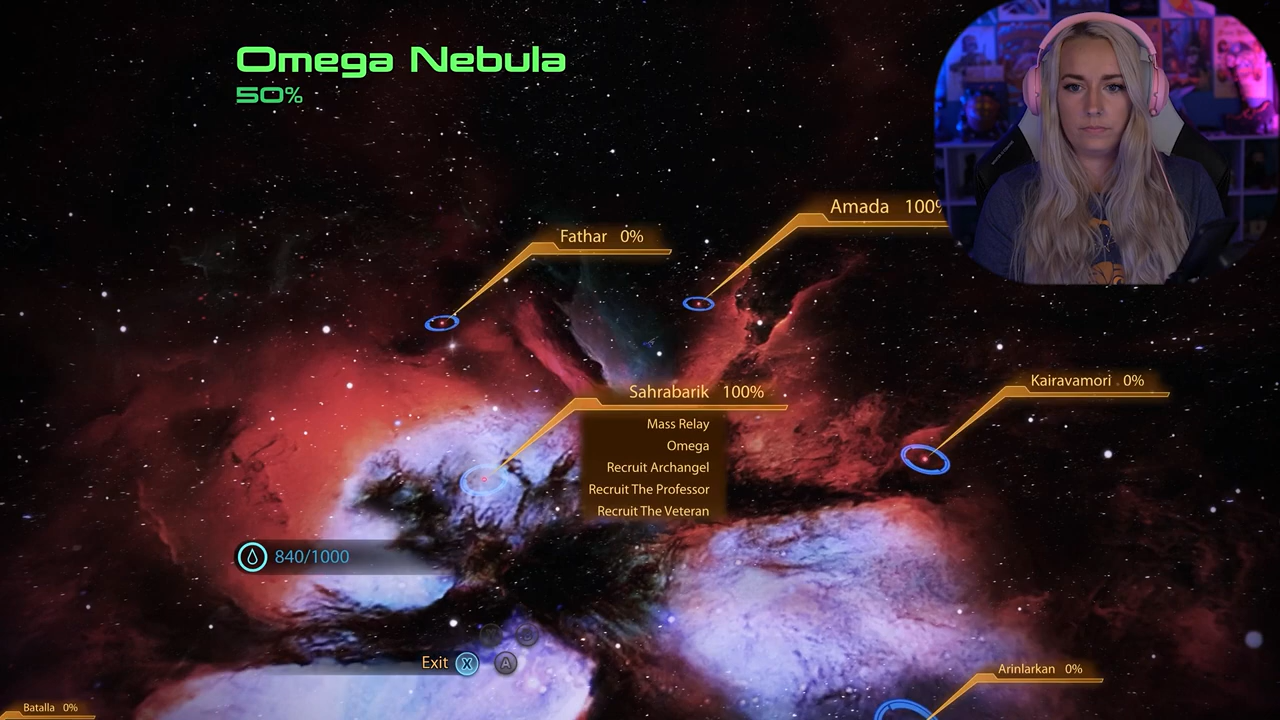 Omega Nebula
50%
Amada 100%
Fathar 0%
Kairavamori 0%
Sahrabarik 100%
Mass Relay
Omega
Recruit Archangel
Recruit The Professor
Recruit The Veteran
840/1000
Exit X A
Arinlarkan 0%
Batalla 0%